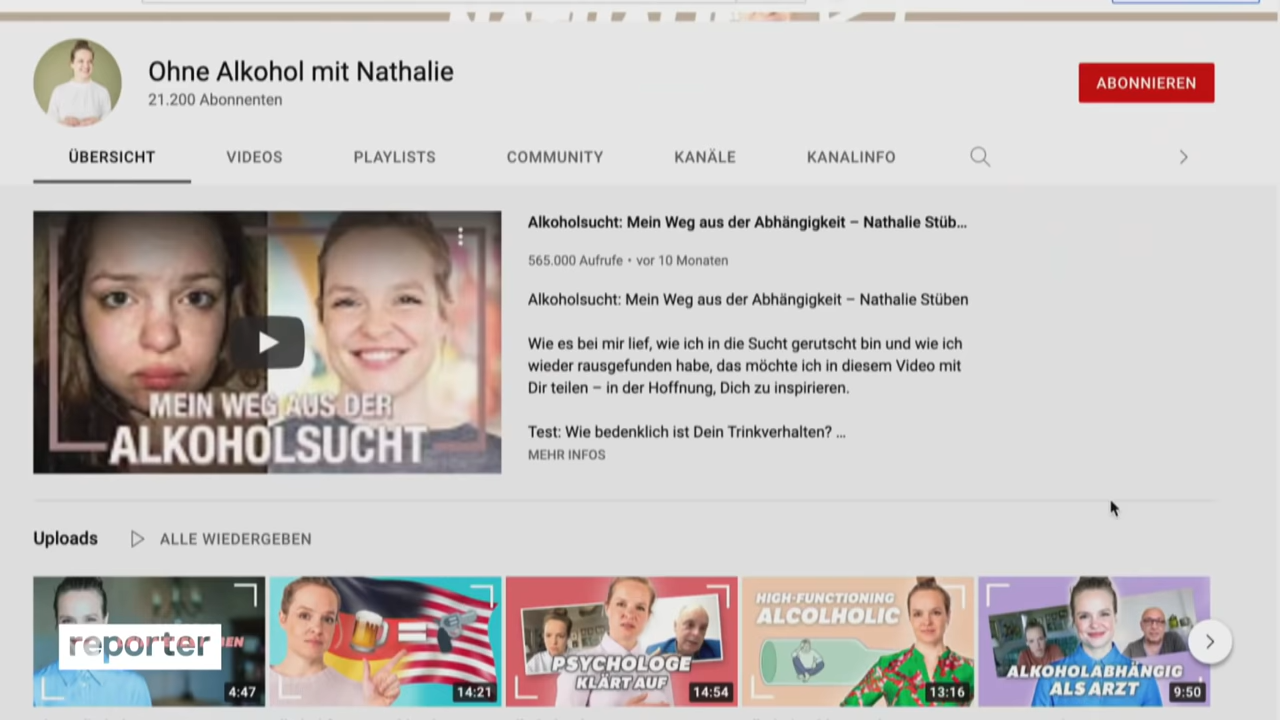 Ohne Alkohol mit Nathalie
21.200 Abonnenten
ABONNIEREN
ÜBERSICHT
VIDEOS
PLAYLISTS
COMMUNITY
KANÄLE
KANALINFO
MEIN WEG AUS DER
ALKOHOLSUCHT
Alkoholsucht: Mein Weg aus der Abhängigkeit – Nathalie Stüb...
565.000 Aufrufe • vor 10 Monaten
Alkoholsucht: Mein Weg aus der Abhängigkeit – Nathalie Stüben
Wie es bei mir lief, wie ich in die Sucht gerutscht bin und wie ich
wieder rausgefunden habe, das möchte ich in diesem Video mit
Dir teilen – in der Hoffnung, Dich zu inspirieren.
Test: Wie bedenklich ist Dein Trinkverhalten? ...
MEHR INFOS
Uploads
ALLE WIEDERGEBEN
reporter
4:47
14:21
PSYCHOLOGE
KLÄRT AUF
14:54
HIGH-FUNCTIONING
ALCOLHOLIC
13:16
ALKOHOLABHÄNGIG
ALS ARZT
9:50